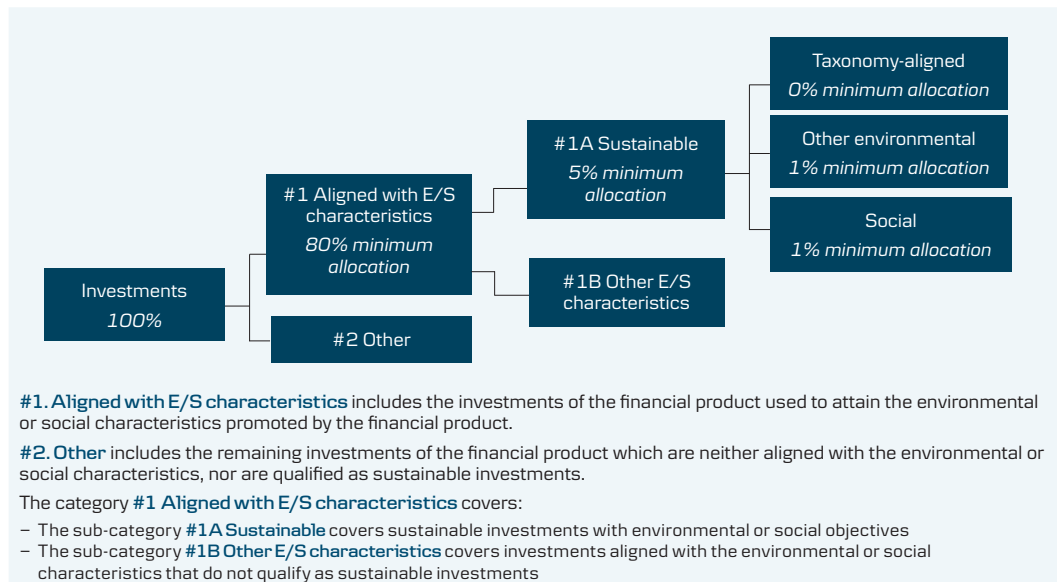 Taxonomy-aligned
0% minimum allocation
#1A Sustainable
5% minimum
allocation
Other environmental
1% minimum allocation
#1 Aligned with E/S
characteristics
80% minimum
allocation
Social
1% minimum allocation
Investments
100%
#1B Other E/S
characteristics
#2 Other
#1. Aligned with E/S characteristics includes the investments of the financial product used to attain the environmental
or social characteristics promoted by the financial product.
#2. Other includes the remaining investments of the financial product which are neither aligned with the environmental or
social characteristics, nor are qualified as sustainable investments.
The category #1 Aligned with E/S characteristics covers:
– The sub-category #1A Sustainable covers sustainable investments with environmental or social objectives
– The sub-category #1B Other E/S characteristics covers investments aligned with the environmental or social
characteristics that do not qualify as sustainable investments